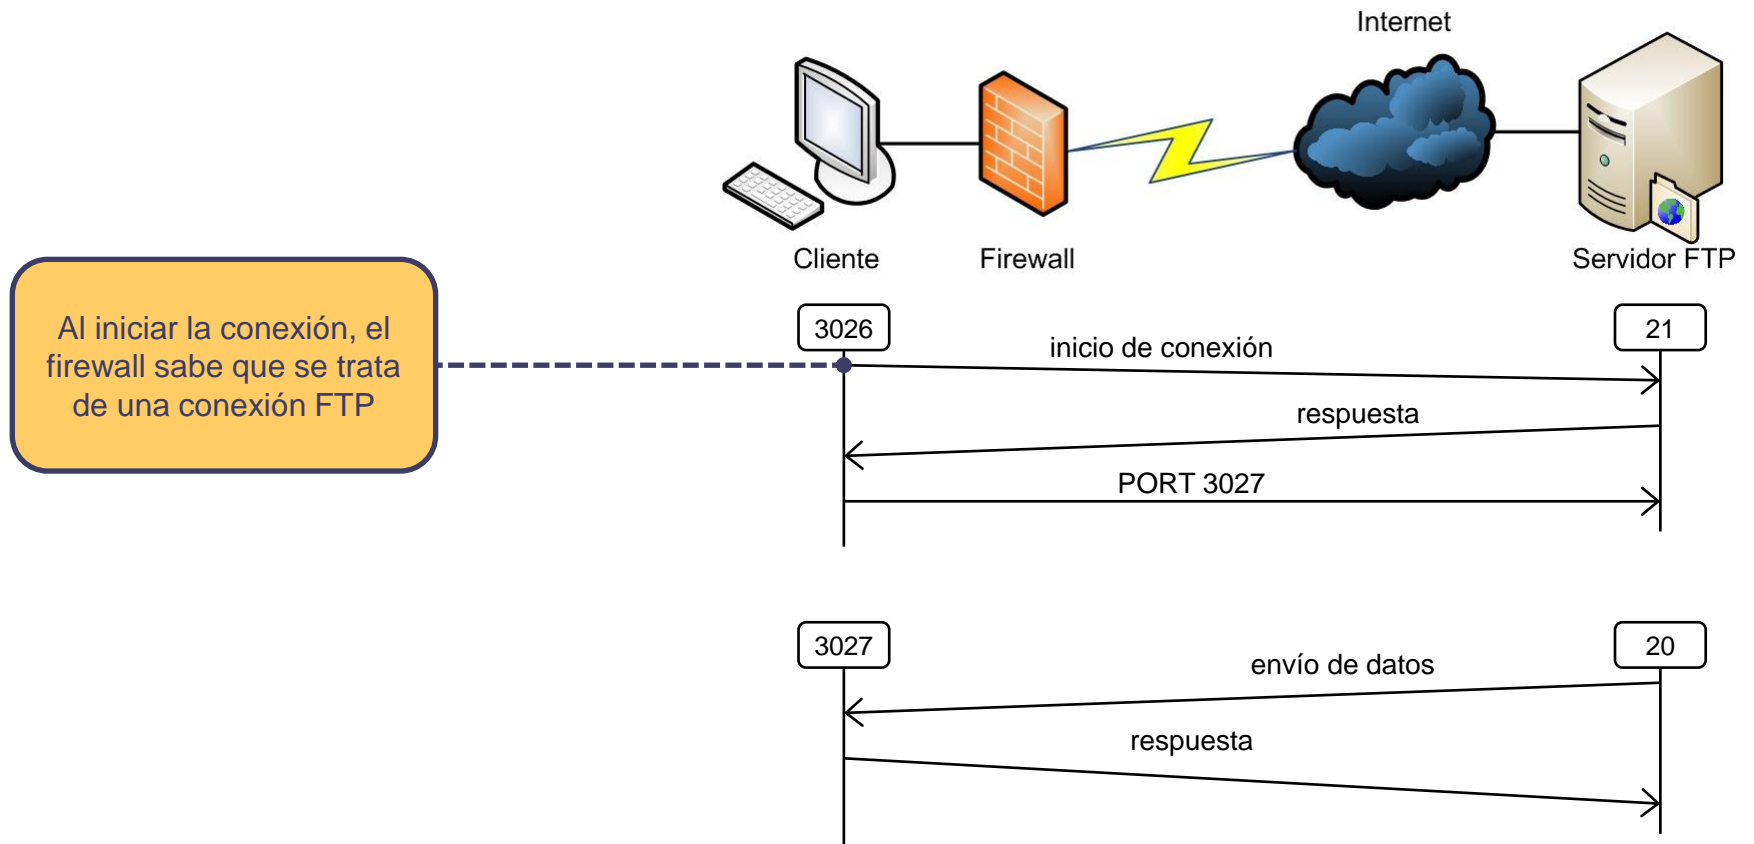 Internet
Cliente
Firewall
Servidor FTP
Al iniciar la conexión, el
firewall sabe que se trata
de una conexión FTP
3026
21
inicio de conexión
respuesta
PORT 3027
3027
20
envío de datos
respuesta